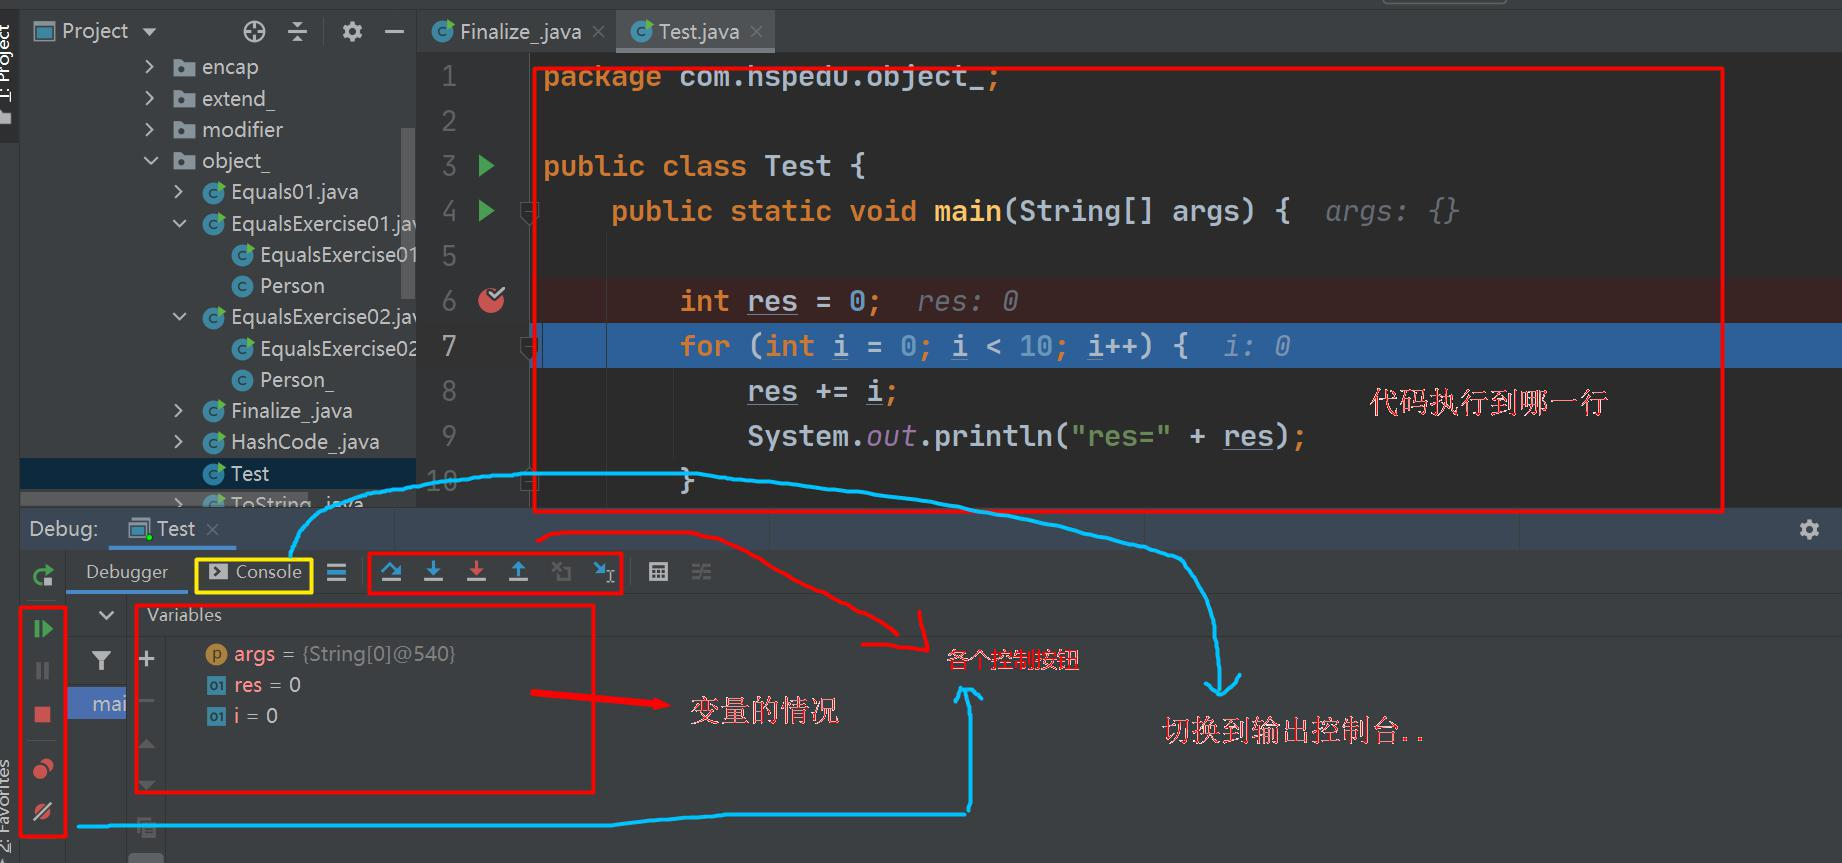 Project
1: Project
encap
extend_
modifier
object_
Equals01.java
EqualsExercise01.jav
EqualsExercise01
Person
EqualsExercise02.jav
EqualsExercise02
Person_
Finalize_.java
HashCode_.java
Test
ToString_.java
Finalize_.java
Test.java
1 package com.hspedu.object_;
2
3 public class Test {
4 public static void main(String[] args) { args: {}
5
6 int res = 0; res: 0
7 for (int i = 0; i < 10; i++) { i: 0
8 res += i;
9 System.out.println("res=" + res);
10 }
代码执行到哪一行
Debug: Test
Debugger Console
Variables
args = {String[0]@540}
res = 0
i = 0
mai
变量的情况
各个控制按钮
切换到输出控制台..
2: Favorites